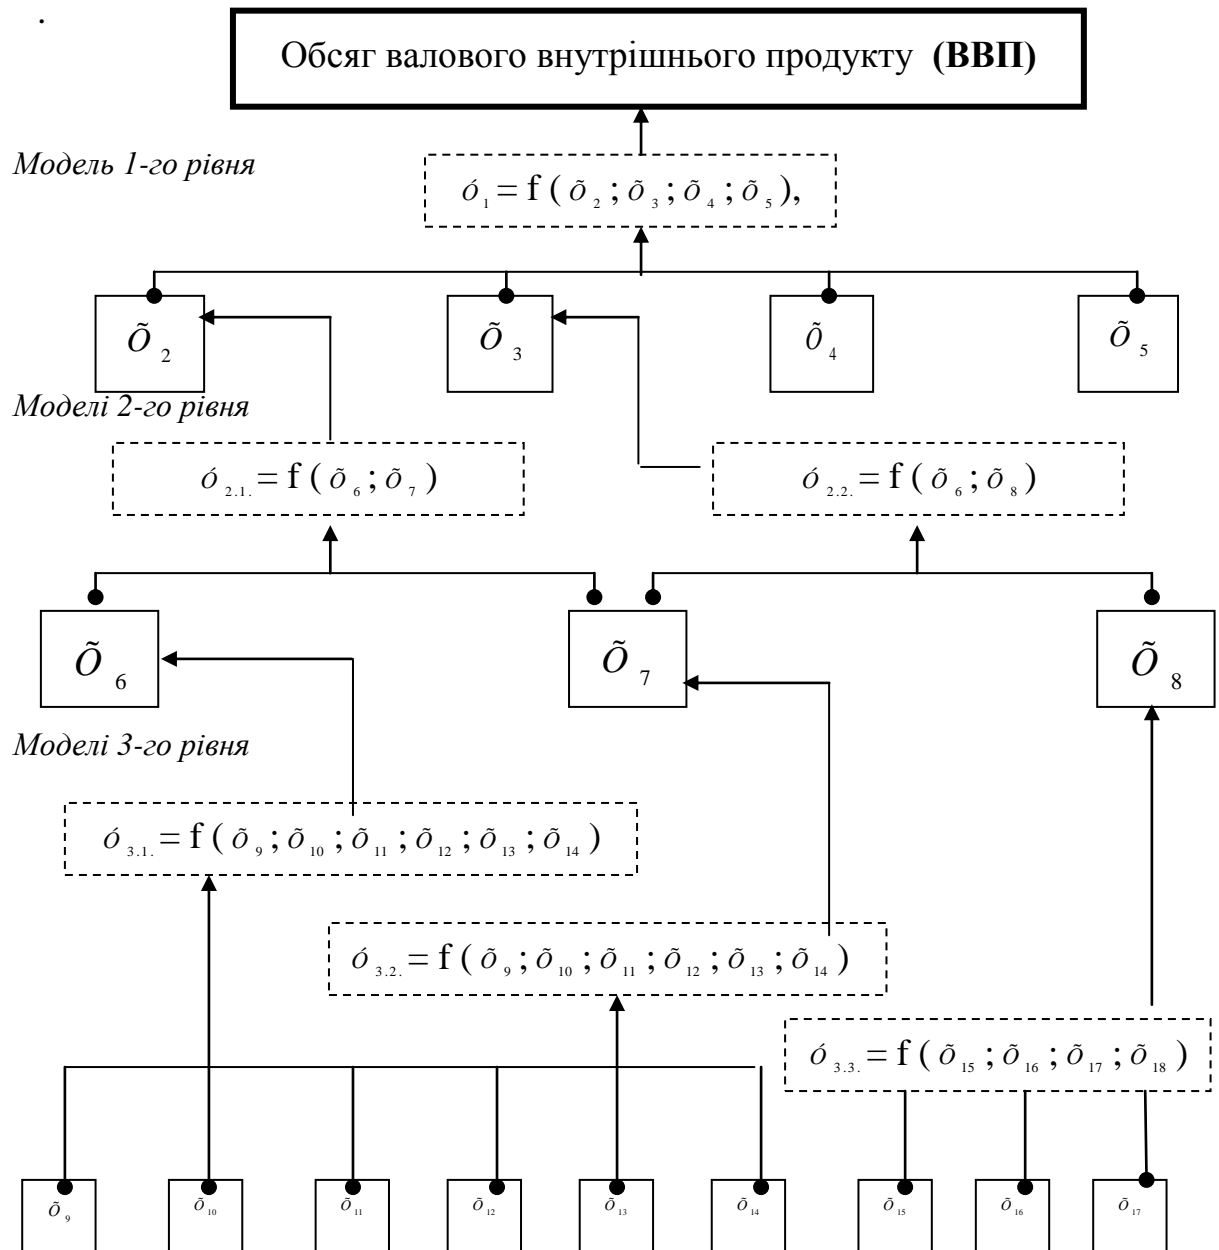 .
Обсяг валового внутрішнього продукту (ВВП)
Модель 1-го рівня
ó₁ = f ( õ₂ ; õ₃ ; õ₄ ; õ₅ ),
Õ₂ Õ₃ Õ₄ Õ₅
Моделі 2-го рівня
ó₂.₁. = f ( õ₆ ; õ₇ ) ó₂.₂. = f ( õ₆ ; õ₈ )
Õ₆ Õ₇ Õ₈
Моделі 3-го рівня
ó₃.₁. = f ( õ₉ ; õ₁₀ ; õ₁₁ ; õ₁₂ ; õ₁₃ ; õ₁₄ )
ó₃.₂. = f ( õ₉ ; õ₁₀ ; õ₁₁ ; õ₁₂ ; õ₁₃ ; õ₁₄ )
ó₃.₃. = f ( õ₁₅ ; õ₁₆ ; õ₁₇ ; õ₁₈ )
õ₉ õ₁₀ õ₁₁ õ₁₂ õ₁₃ õ₁₄ õ₁₅ õ₁₆ õ₁₇